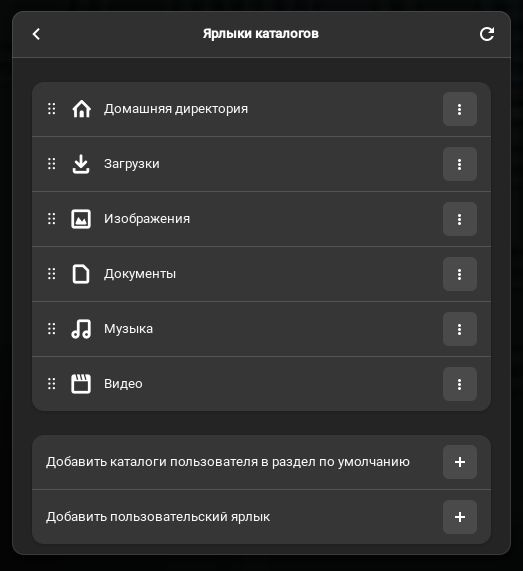 Ярлыки каталогов
Домашняя директория
Загрузки
Изображения
Документы
Музыка
Видео
Добавить каталоги пользователя в раздел по умолчанию
Добавить пользовательский ярлык